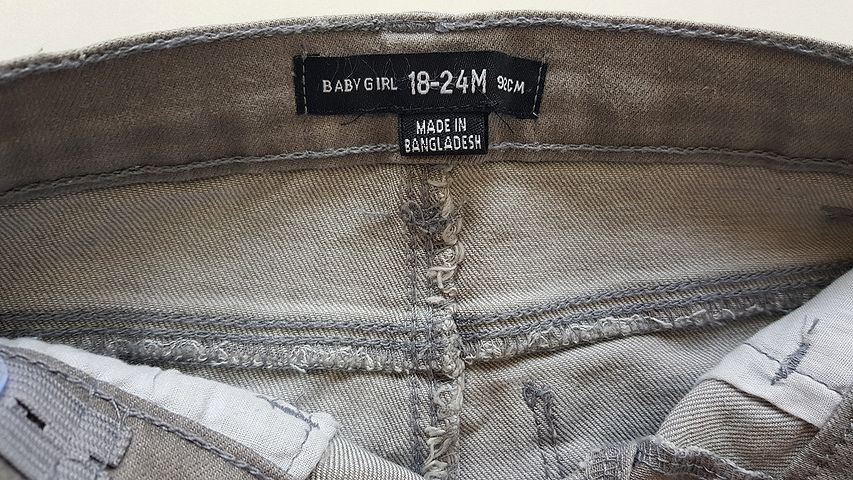 BABY GIRL 18-24M 92CM
MADE IN
BANGLADESH